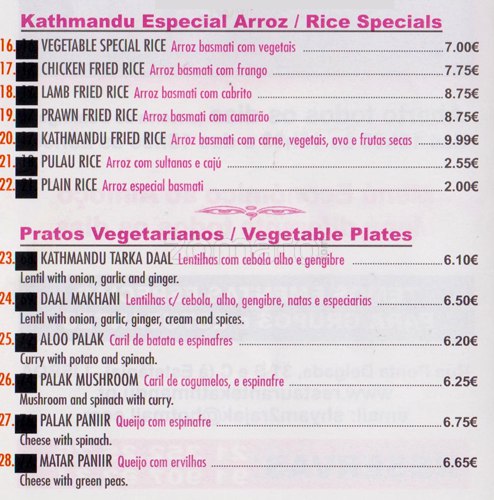 Kathmandu Especial Arroz / Rice Specials
16. VEGETABLE SPECIAL RICE Arroz basmati com vegetais 7.00€
17. CHICKEN FRIED RICE Arroz basmati com frango 7.75€
18. LAMB FRIED RICE Arroz basmati com cabrito 8.75€
19. PRAWN FRIED RICE Arroz basmati com camarão 8.75€
20. KATHMANDU FRIED RICE Arroz basmati com carne, vegetais, ovo e frutas secas 9.99€
21. PULAU RICE Arroz com sultanas e cajú 2.55€
22. PLAIN RICE Arroz especial basmati 2.00€
Pratos Vegetarianos / Vegetable Plates
23. KATHMANDU TARKA DAAL Lentilhas com cebola alho e gengibre 6.10€
Lentil with onion, garlic and ginger.
24. DAAL MAKHANI Lentilhas c/ cebola, alho, gengibre, natas e especiarias 6.50€
Lentil with onion, garlic, ginger, cream and spices.
25. ALOO PALAK Caril de batata e espinafres 6.20€
Curry with potato and spinach.
26. PALAK MUSHROOM Caril de cogumelos, e espinafre 6.25€
Mushroom and spinach with curry.
27. PALAK PANIIR Queijo com espinafre 6.75€
Cheese with spinach.
28. MATAR PANIIR Queijo com ervilhas 6.65€
Cheese with green peas.